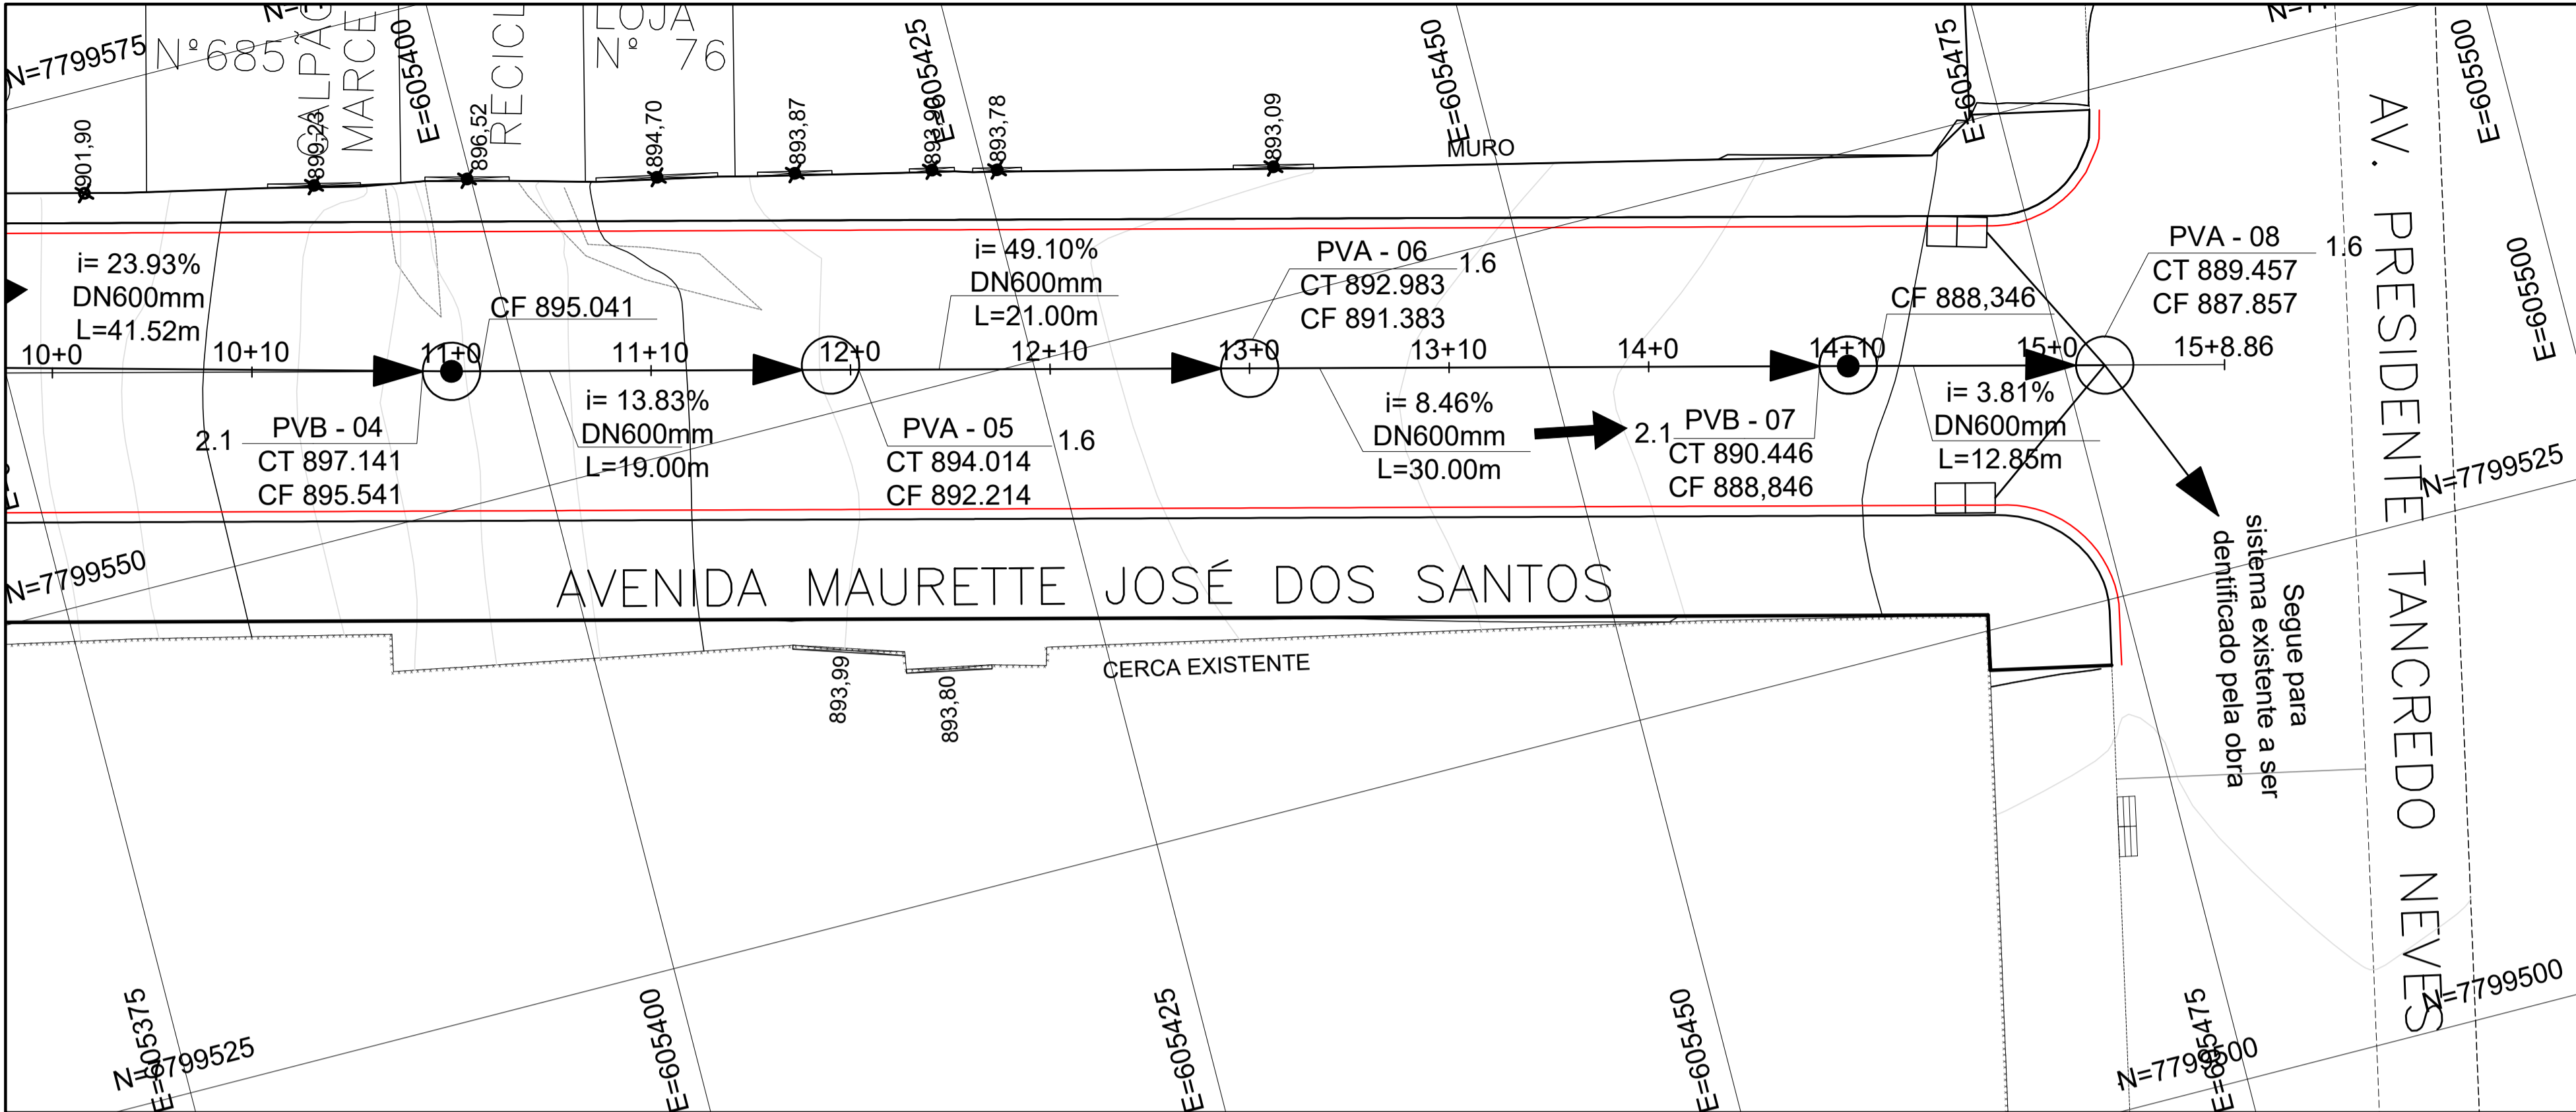 N=7799575
Nº685
MARCE
E=605400
RECICL
LOJA
Nº 76
E=605425
E=605450
E=605475
E=605500
901,90
899,23
896,52
894,70
893,87
893,78
893,09
MURO
AV. PRESIDENTE TANCREDO NEVES
i= 23.93%
DN600mm
L=41.52m
CF 895.041
i= 49.10%
DN600mm
L=21.00m
PVA - 06
1.6
CT 892.983
CF 891.383
CF 888,346
PVA - 08
1.6
CT 889.457
CF 887.857
E=605500
10+0
10+10
11+0
11+10
12+0
12+10
13+0
13+10
14+0
14+10
15+0
15+8.86
2.1
PVB - 04
CT 897.141
CF 895.541
i= 13.83%
DN600mm
L=19.00m
PVA - 05
1.6
CT 894.014
CF 892.214
i= 8.46%
DN600mm
L=30.00m
2.1
PVB - 07
CT 890.446
CF 888,846
i= 3.81%
DN600mm
L=12.85m
N=7799525
Segue para
sistema existente a ser
dentificado pela obra
N=7799550
AVENIDA MAURETTE JOSÉ DOS SANTOS
893,99
893,80
CERCA EXISTENTE
E=605375
N=7799525
E=605400
E=605425
E=605450
E=605475
N=7799500
N=7799500